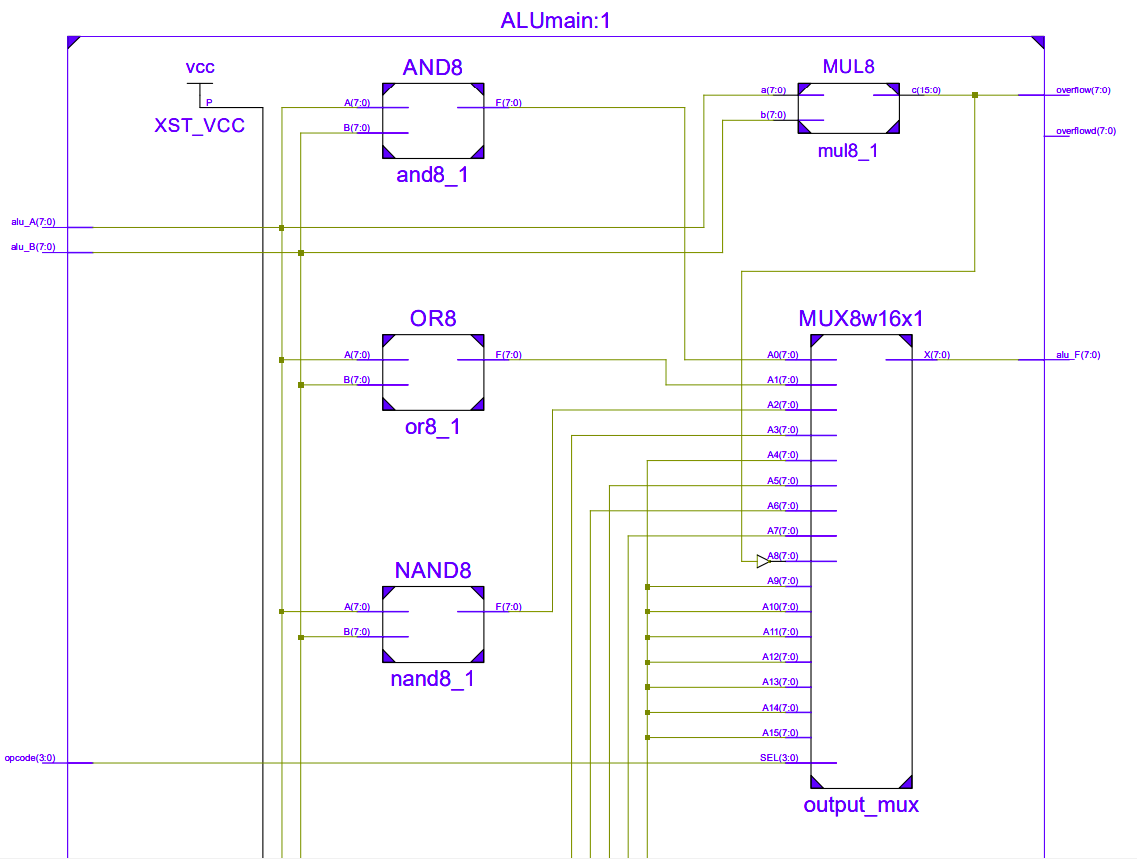 ALUmain:1
VCC
P
XST_VCC
AND8
A(7:0)
F(7:0)
B(7:0)
and8_1
MUL8
a(7:0)
c(15:0)
b(7:0)
mul8_1
overflow(7:0)
overflowd(7:0)
alu_A(7:0)
alu_B(7:0)
OR8
A(7:0)
F(7:0)
B(7:0)
or8_1
MUX8w16x1
A0(7:0)
X(7:0)
A1(7:0)
A2(7:0)
A3(7:0)
A4(7:0)
A5(7:0)
A6(7:0)
A7(7:0)
A8(7:0)
A9(7:0)
A10(7:0)
A11(7:0)
A12(7:0)
A13(7:0)
A14(7:0)
A15(7:0)
SEL(3:0)
output_mux
alu_F(7:0)
NAND8
A(7:0)
F(7:0)
B(7:0)
nand8_1
opcode(3:0)